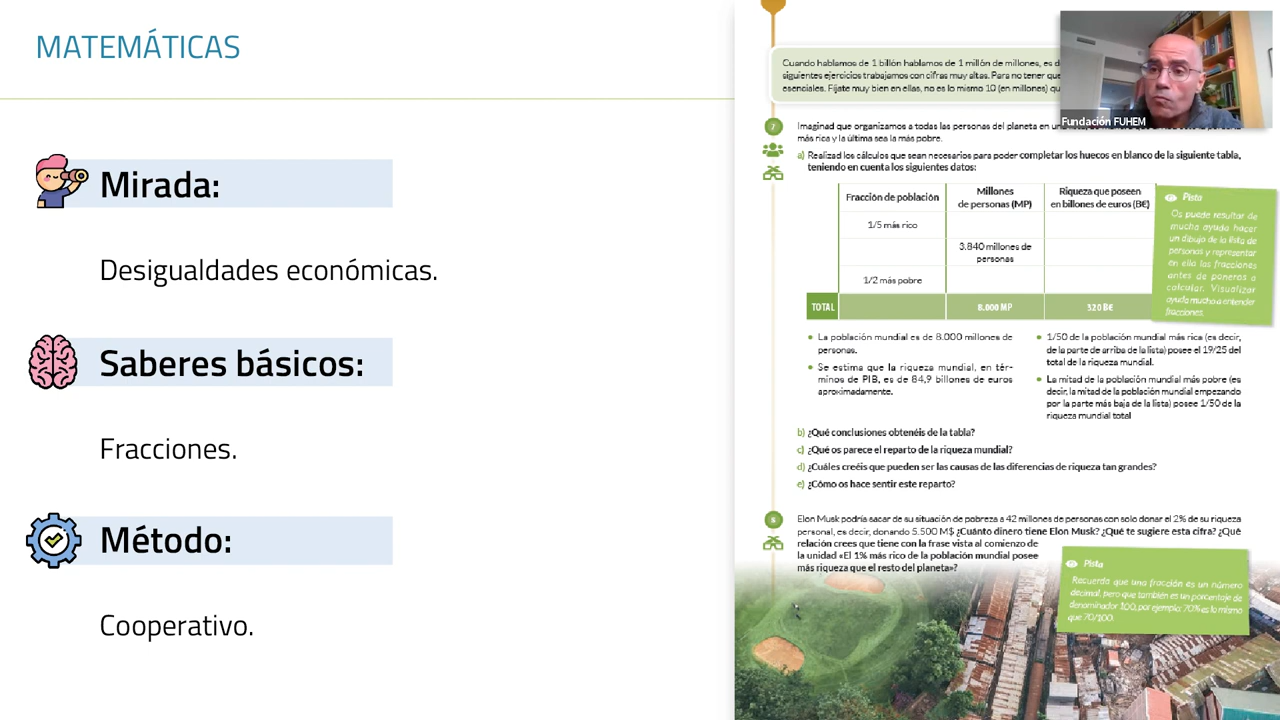 MATEMÁTICAS
Mirada:
Desigualdades económicas.
Saberes básicos:
Fracciones.
Método:
Cooperativo.
Cuando hablamos de 1 billón hablamos de 1 millón de millones, es
siguientes ejercicios trabajamos con cifras muy altas. Para no tener
esenciales. Fíjate muy bien en ellas, no es lo mismo 10 (en millones)
Fundación FUHEM
7
Imaginad que organizamos a todas las personas del planeta en
más rica y la última sea la más pobre.
a) Realizad los cálculos que sean necesarios para poder completar los huecos en blanco de la siguiente tabla,
teniendo en cuenta los siguientes datos:
Fracción de población
Millones
de personas (MP)
Riqueza que poseen
en billones de euros (B€)
1/5 más rico
3.840 millones de
personas
1/2 más pobre
TOTAL
8.000 MP
320 B€
Pista
Os puede resultar de
mucha ayuda hacer
un dibujo de la lista de
personas y representar
en ella las fracciones
antes de poneros a
calcular. Visualizar
ayuda mucho a entender
fracciones.
• La población mundial es de 8.000 millones de
personas.
• Se estima que la riqueza mundial, en tér-
minos de PIB, es de 84,9 billones de euros
aproximadamente.
• 1/50 de la población mundial más rica (es decir,
de la parte de arriba de la lista) posee el 19/25 del
total de la riqueza mundial.
• La mitad de la población mundial más pobre (es
decir, la mitad de la población mundial empezando
por la parte más baja de la lista) posee 1/50 de la
riqueza mundial total
b) ¿Qué conclusiones obtenéis de la tabla?
c) ¿Qué os parece el reparto de la riqueza mundial?
d) ¿Cuáles creéis que pueden ser las causas de las diferencias de riqueza tan grandes?
e) ¿Cómo os hace sentir este reparto?
Elon Musk podría sacar de su situación de pobreza a 42 millones de personas con solo donar el 2% de su riqueza
personal, es decir, donando 5.500 M$ ¿Cuánto dinero tiene Elon Musk? ¿Qué te sugiere esta cifra? ¿Qué
relación crees que tiene con la frase vista al comienzo de
la unidad «El 1% más rico de la población mundial posee
más riqueza que el resto del planeta»?
Pista
Recuerda que una fracción es un número
decimal, pero que también es un porcentaje de
denominador 100, por ejemplo: 70% es lo mismo
que 70/100.